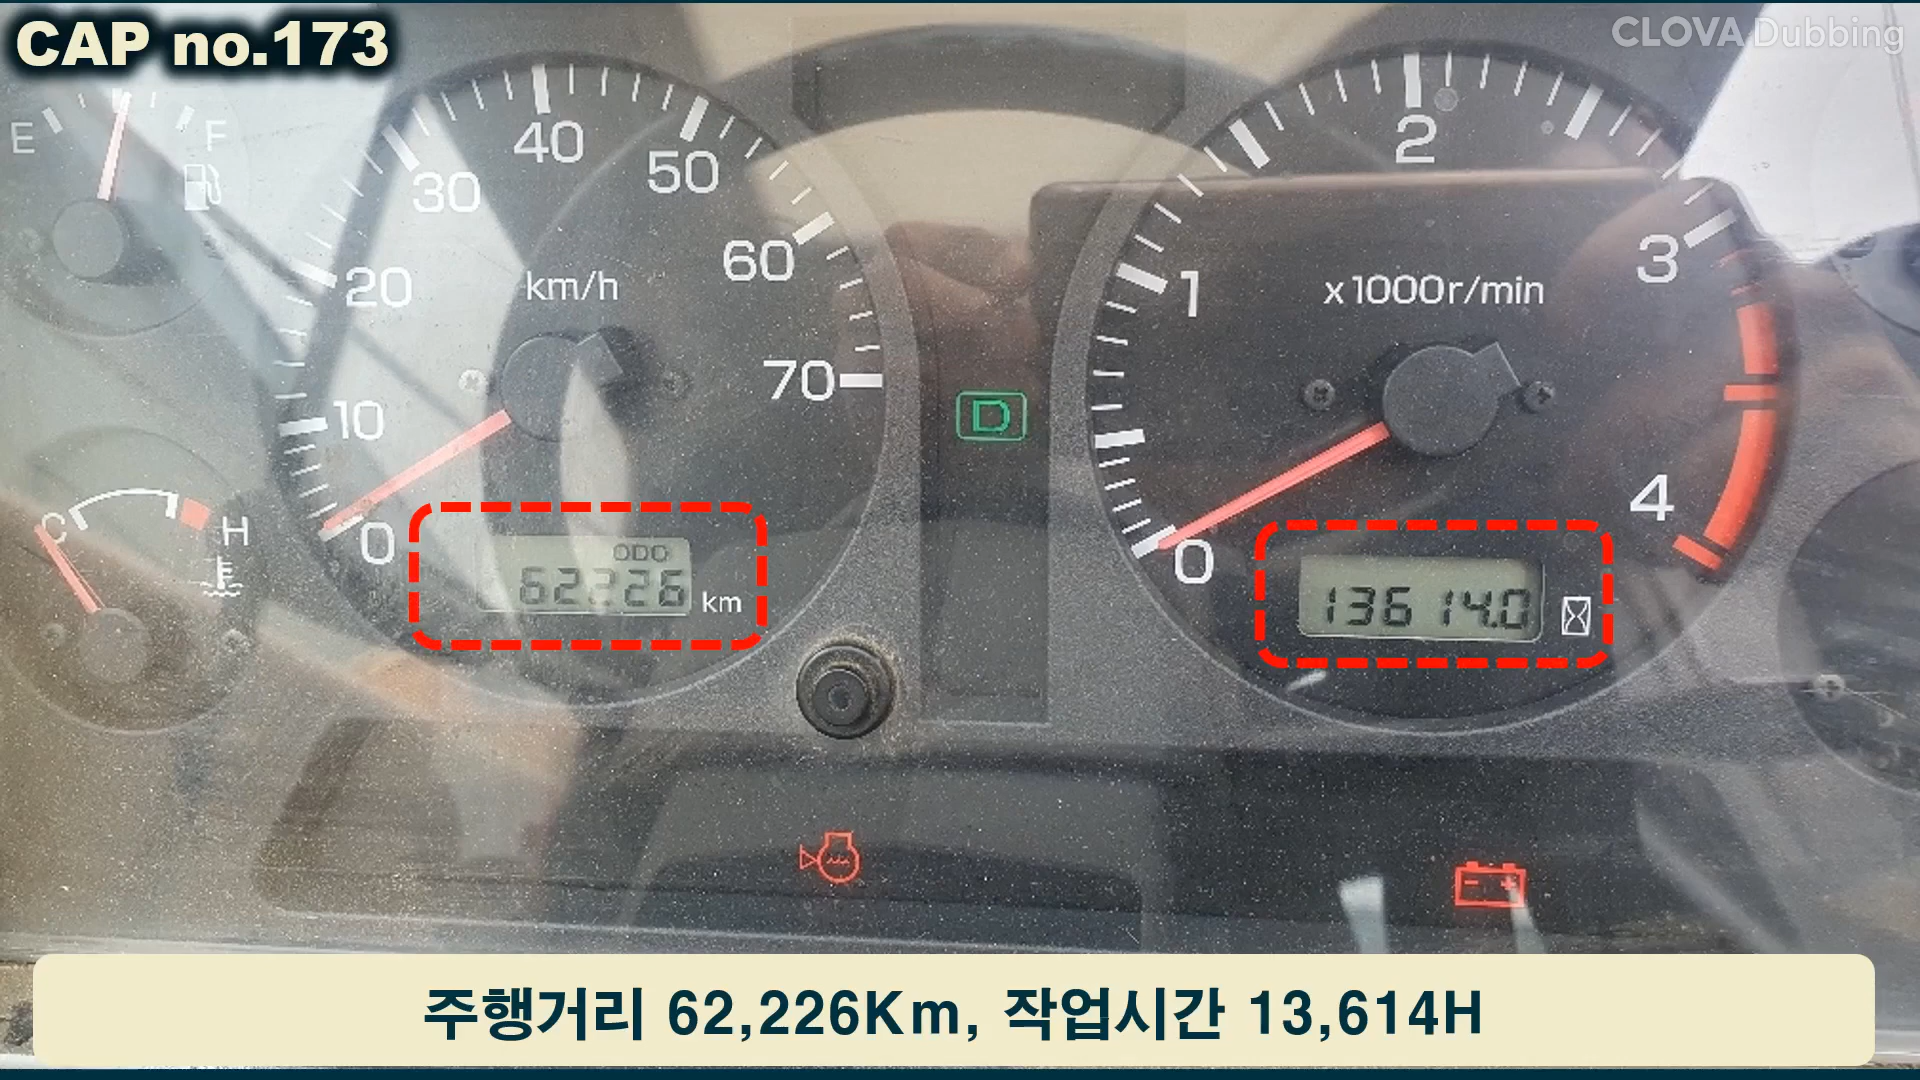 CAP no.173
CLOVA Dubbing
E
F
C
H
0
10
20
30
40
50
60
70
km/h
ODO
62226
km
D
0
1
2
3
4
x1000r/min
13614.0
- +
주행거리 62,226Km, 작업시간 13,614H